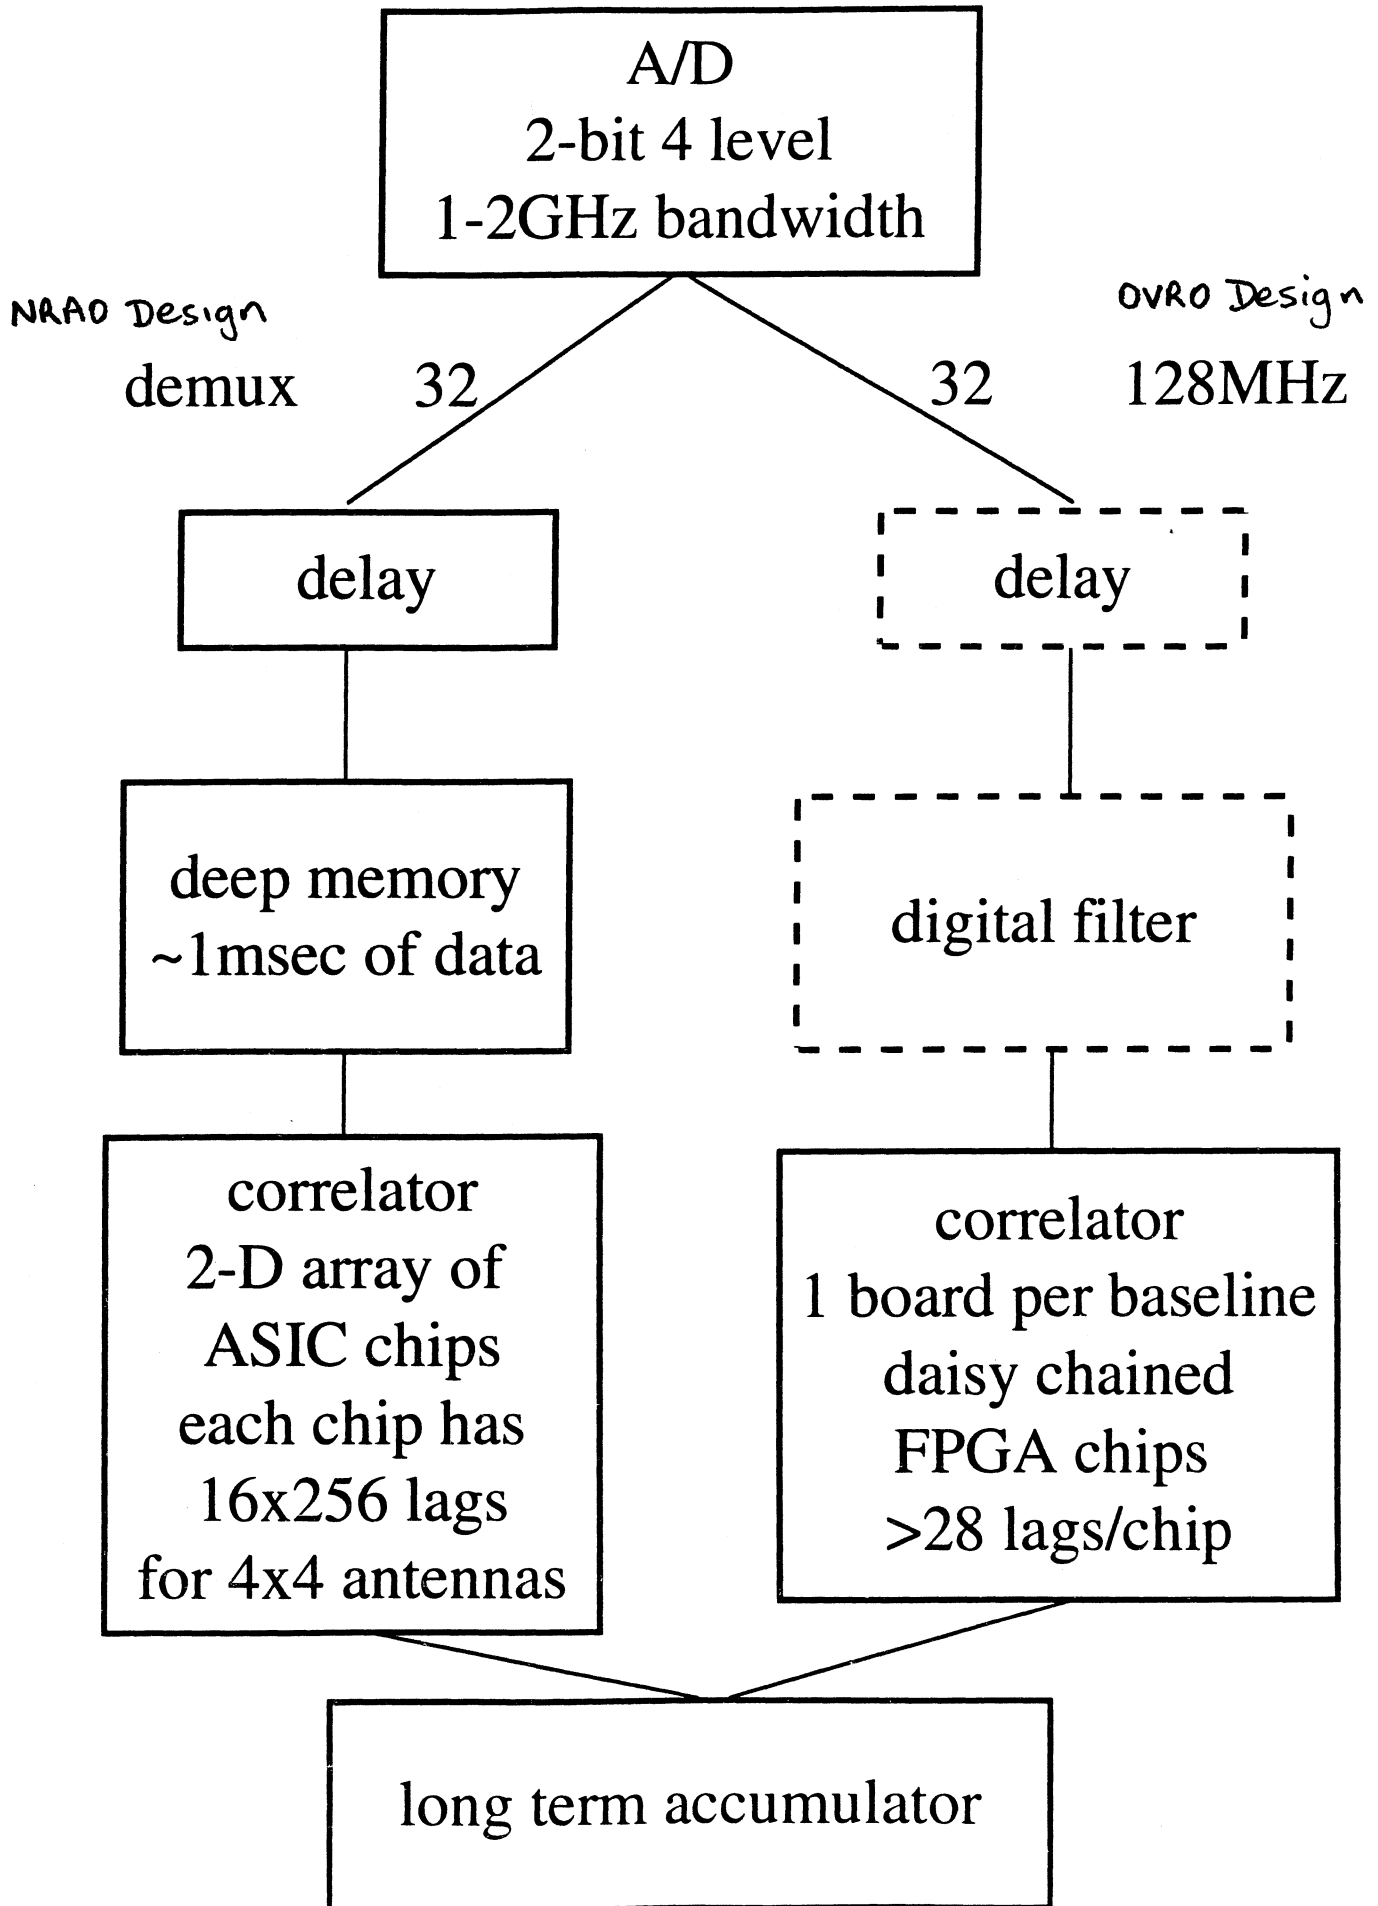 A/D
2-bit 4 level
1-2GHz bandwidth
NRAO Design
OVRO Design
demux 32
32 128MHz
delay
delay
deep memory
~1msec of data
digital filter
correlator
2-D array of
ASIC chips
each chip has
16x256 lags
for 4x4 antennas
correlator
1 board per baseline
daisy chained
FPGA chips
>28 lags/chip
long term accumulator